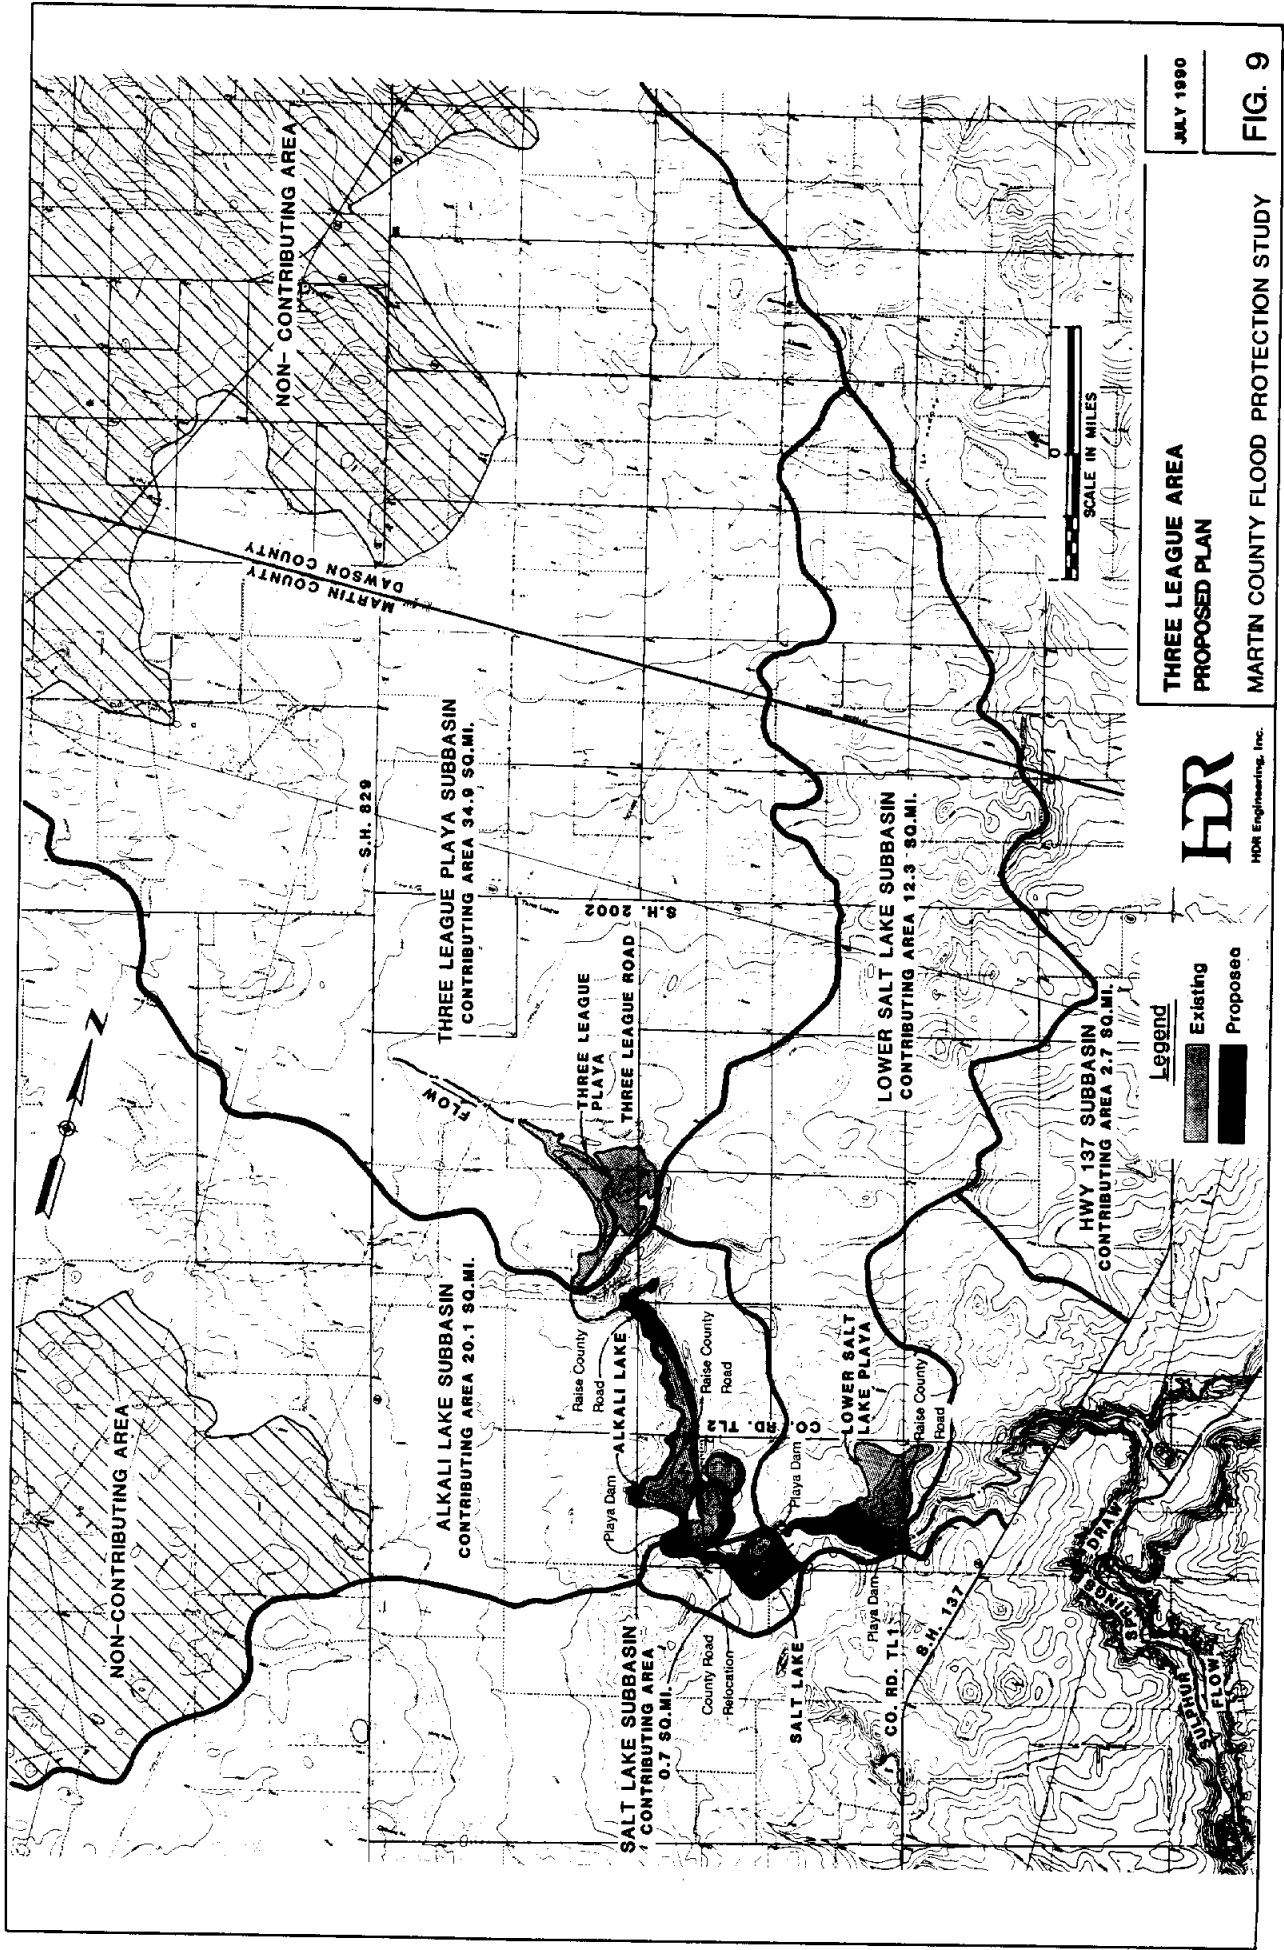 NON-CONTRIBUTING AREA
NON- CONTRIBUTING AREA
N
MARTIN COUNTY
DAWSON COUNTY
S.H. 829
ALKALI LAKE SUBBASIN
CONTRIBUTING AREA 20.1 SQ.MI.
THREE LEAGUE PLAYA SUBBASIN
CONTRIBUTING AREA 34.9 SQ.MI.
FLOW
THREE LEAGUE
PLAYA
THREE LEAGUE ROAD
S.H. 2002
Raise County
Road
ALKALI LAKE
Playa Dam
Raise County
Road
CO. RD. TL2
SALT LAKE SUBBASIN
CONTRIBUTING AREA
0.7 SQ.MI.
County Road
Relocation
SALT LAKE
Playa Dam
LOWER SALT
LAKE PLAYA
Raise County
Road
Playa Dam
CO. RD. TL1
S.H. 137
LOWER SALT LAKE SUBBASIN
CONTRIBUTING AREA 12.3 SQ.MI.
HWY 137 SUBBASIN
CONTRIBUTING AREA 2.7 SQ.MI.
SULPHUR SPRINGS DRAW
FLOW
1 0 1
SCALE IN MILES
Legend
Existing
Proposed
HDR
HDR Engineering, Inc.
THREE LEAGUE AREA
PROPOSED PLAN
MARTIN COUNTY FLOOD PROTECTION STUDY
JULY 1990
FIG. 9